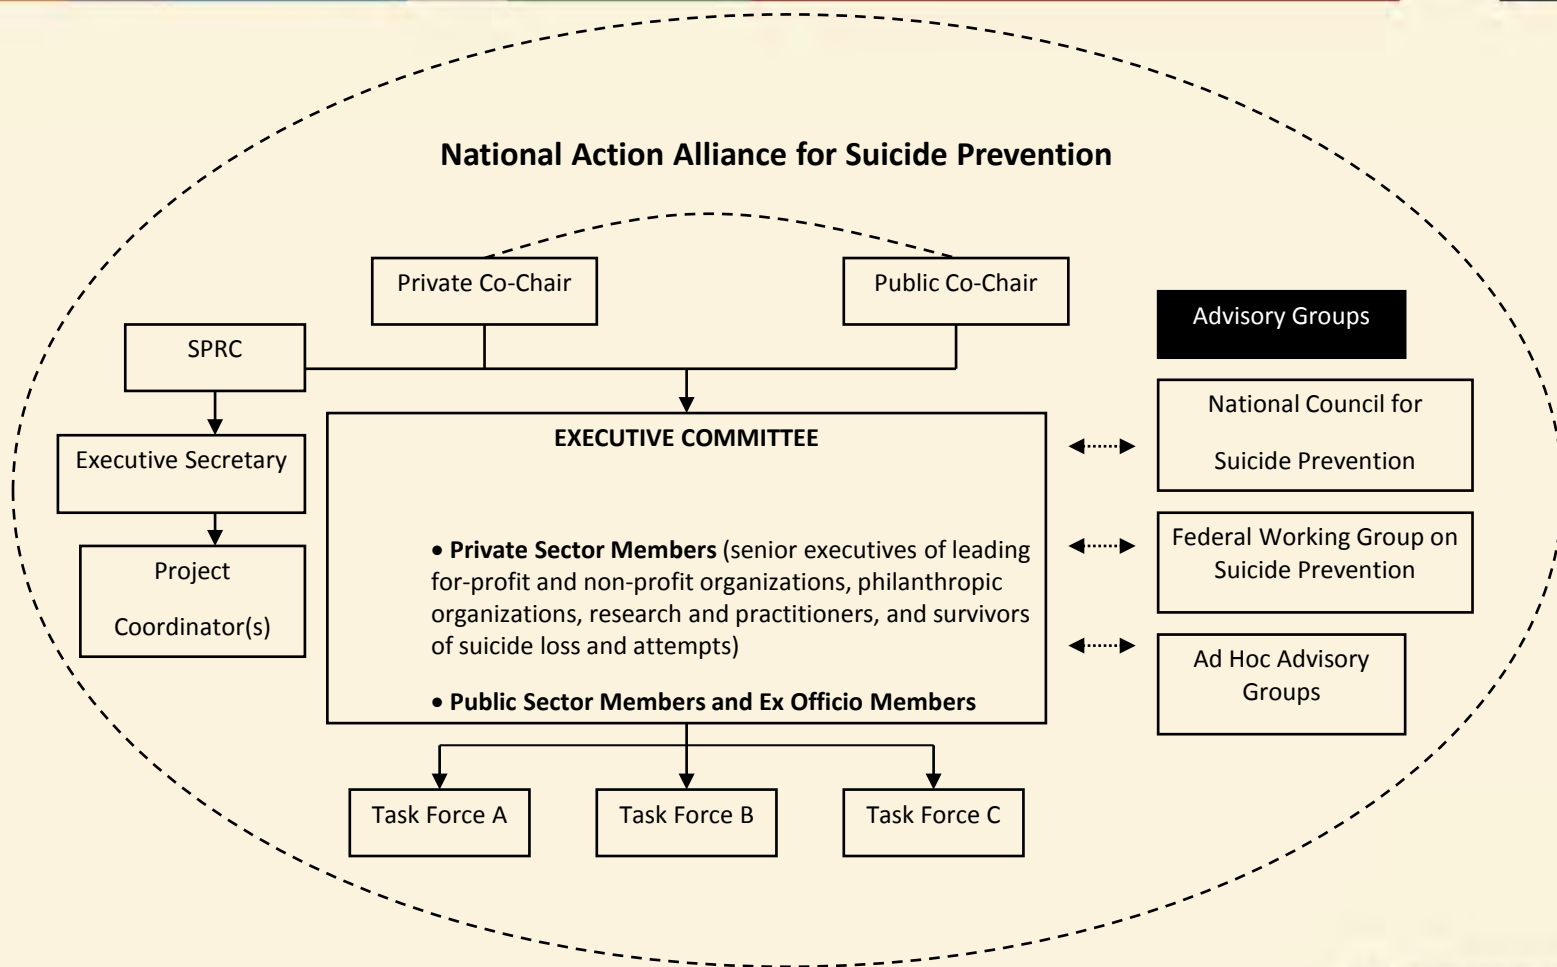 National Action Alliance for Suicide Prevention
Private Co-Chair
Public Co-Chair
SPRC
Executive Secretary
Project
Coordinator(s)
EXECUTIVE COMMITTEE
• Private Sector Members (senior executives of leading
for-profit and non-profit organizations, philanthropic
organizations, research and practitioners, and survivors
of suicide loss and attempts)
• Public Sector Members and Ex Officio Members
Task Force A
Task Force B
Task Force C
Advisory Groups
National Council for
Suicide Prevention
Federal Working Group on
Suicide Prevention
Ad Hoc Advisory
Groups